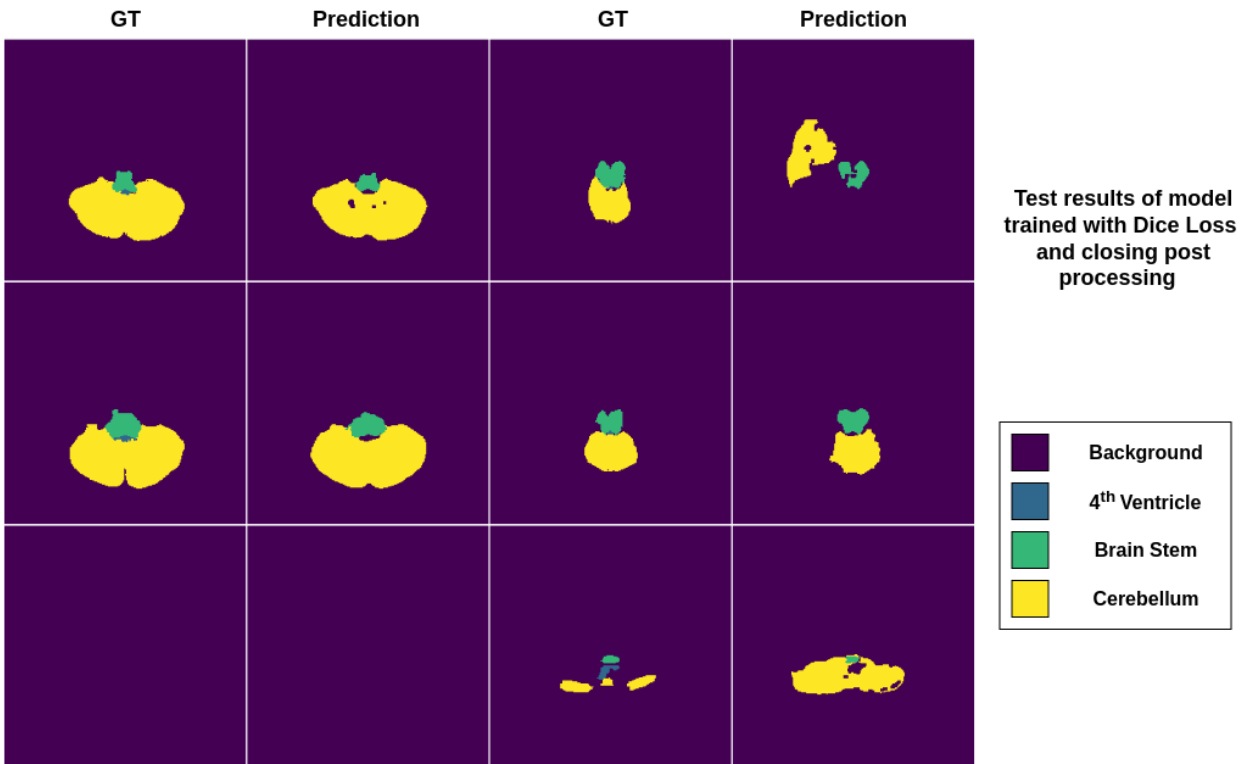 GT
Prediction
GT
Prediction
Test results of model
trained with Dice Loss
and closing post
processing
Background
4th Ventricle
Brain Stem
Cerebellum